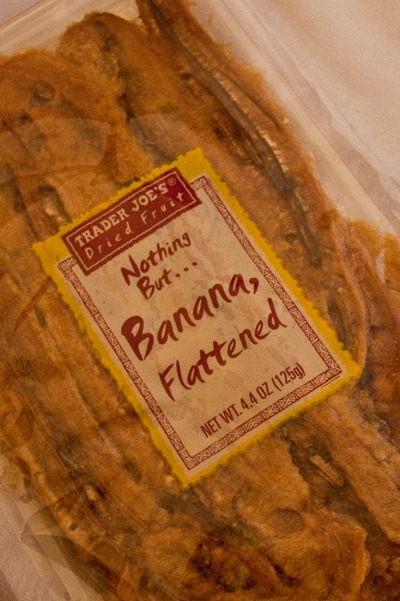 TRADER JOE'S®
Dried Fruit
Nothing
But...
Banana,
Flattened
NET WT. 4.4 OZ (125g)